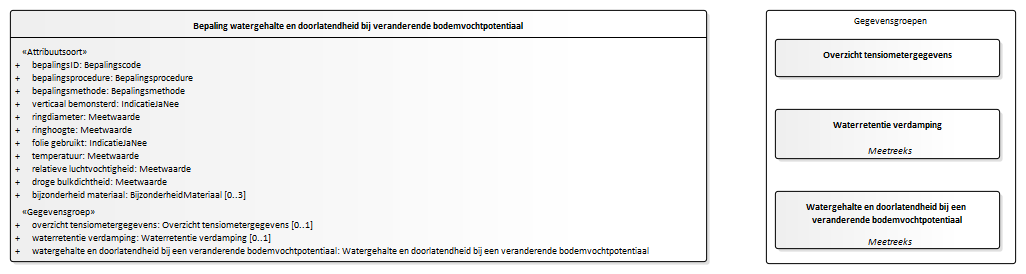 Bepaling watergehalte en doorlatendheid bij veranderende bodemvochtpotentiaal
«Attribuutsoort»
+ bepalingsID: Bepalingscode
+ bepalingsprocedure: Bepalingsprocedure
+ bepalingsmethode: Bepalingsmethode
+ verticaal bemonsterd: IndicatieJaNee
+ ringdiameter: Meetwaarde
+ ringhoogte: Meetwaarde
+ folie gebruikt: IndicatieJaNee
+ temperatuur: Meetwaarde
+ relatieve luchtvochtigheid: Meetwaarde
+ droge bulkdichtheid: Meetwaarde
+ bijzonderheid materiaal: BijzonderheidMateriaal [0..3]
«Gegevensgroep»
+ overzicht tensiometergegevens: Overzicht tensiometergegevens [0..1]
+ waterretentie verdamping: Waterretentie verdamping [0..1]
+ watergehalte en doorlatendheid bij een veranderende bodemvochtpotentiaal: Watergehalte en doorlatendheid bij een veranderende bodemvochtpotentiaal
Gegevensgroepen
Overzicht tensiometergegevens
Waterretentie verdamping
Meetreeks
Watergehalte en doorlatendheid bij een
veranderende bodemvochtpotentiaal
Meetreeks